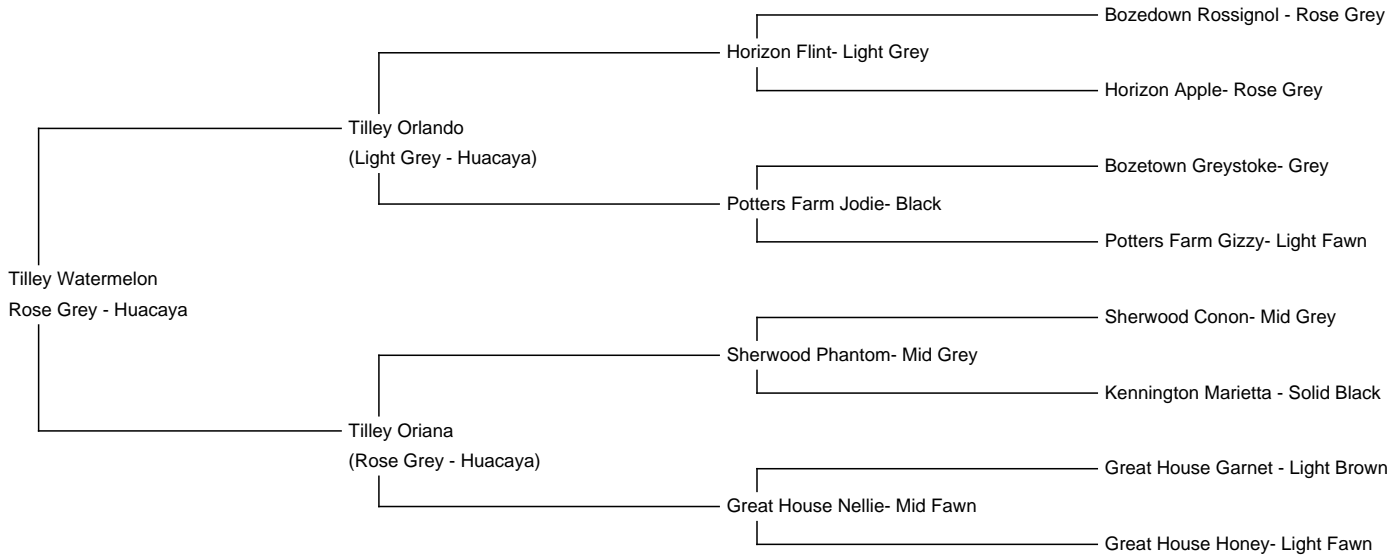 Bozedown Rossignol - Rose Grey
Horizon Flint- Light Grey
Horizon Apple- Rose Grey
Tilley Orlando
(Light Grey - Huacaya)
Bozetown Greystoke- Grey
Potters Farm Jodie- Black
Potters Farm Gizzy- Light Fawn
Tilley Watermelon
Rose Grey - Huacaya
Sherwood Conon- Mid Grey
Sherwood Phantom- Mid Grey
Kennington Marietta - Solid Black
Tilley Oriana
(Rose Grey - Huacaya)
Great House Garnet - Light Brown
Great House Nellie- Mid Fawn
Great House Honey- Light Fawn